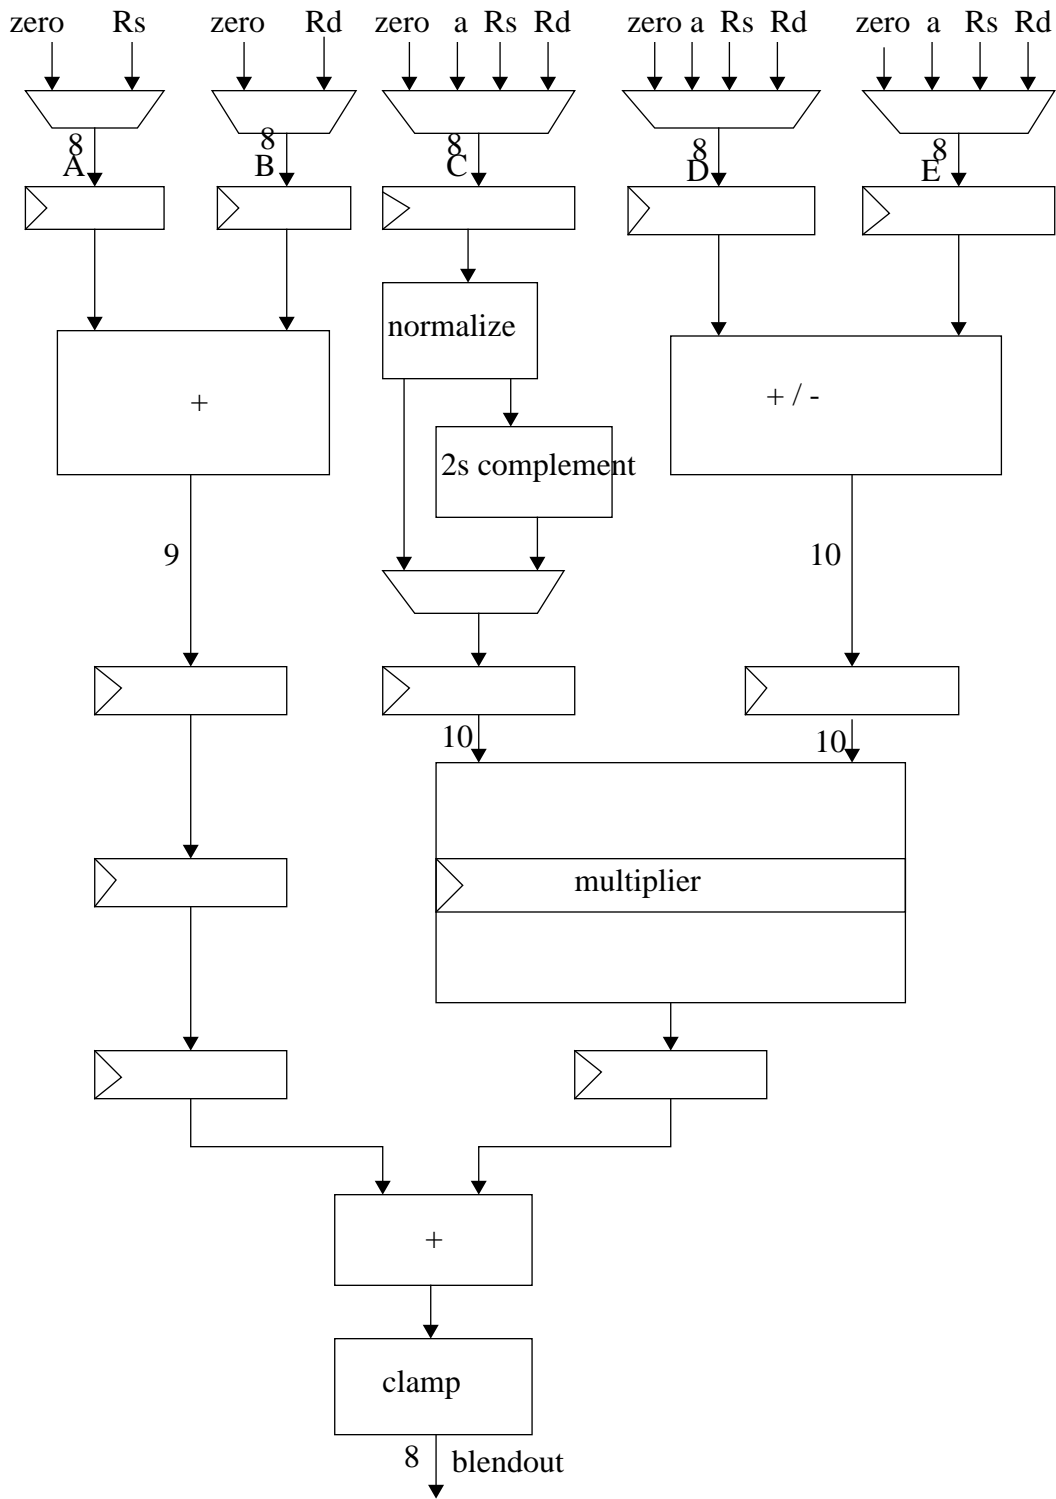 zero Rs zero Rd zero a Rs Rd zero a Rs Rd zero a Rs Rd
8 8 8 8 8
A B C D E
normalize
+ + / -
2s complement
9 10
10 10
multiplier
+
clamp
8 blendout